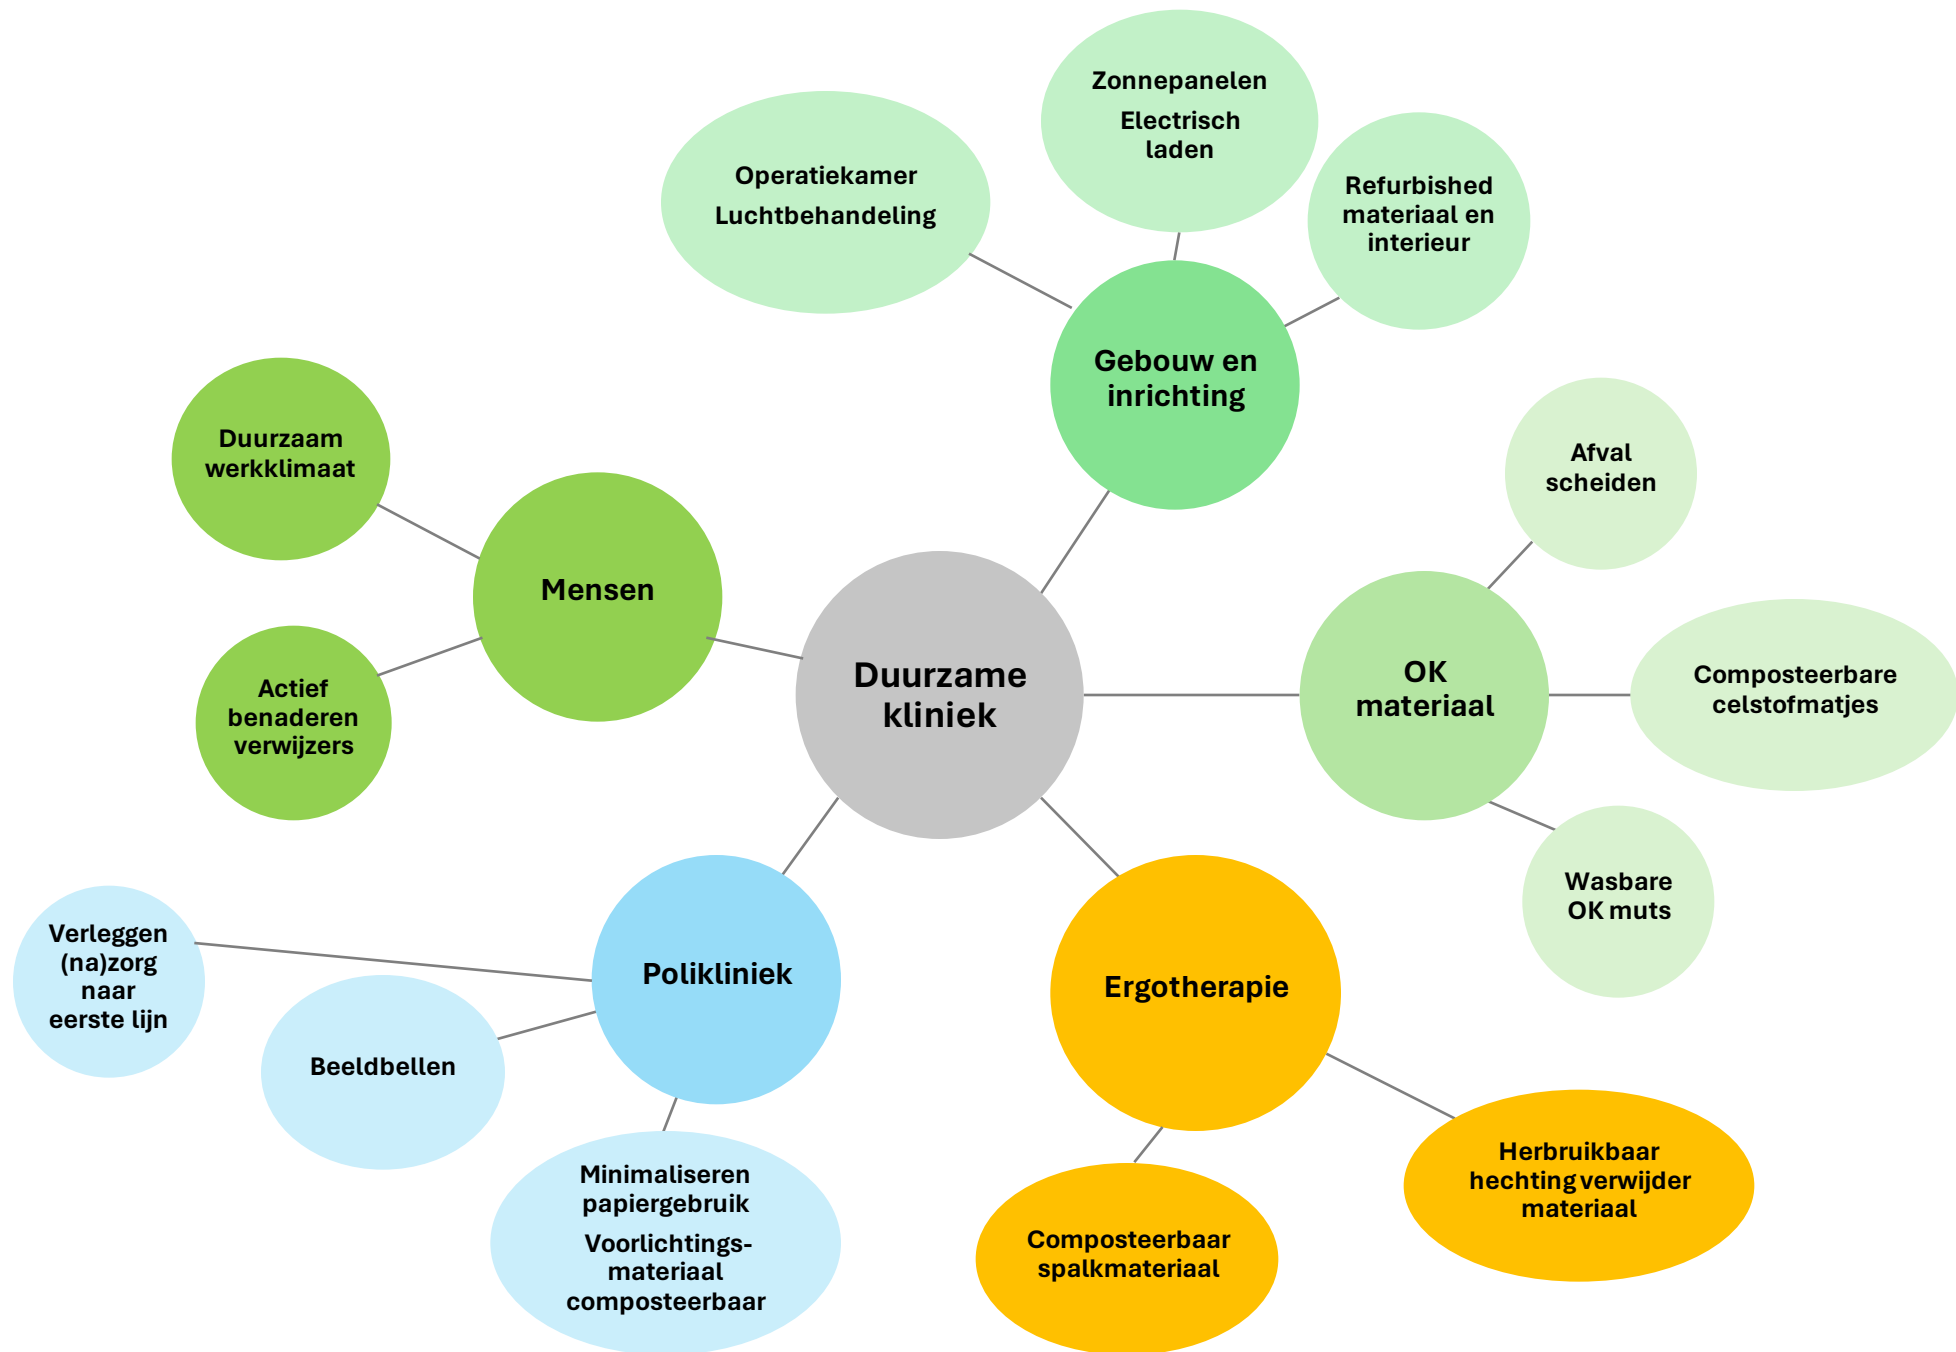 Zonnepanelen
Electrisch
laden
Operatiekamer
Luchtbehandeling
Refurbished
materiaal en
interieur
Gebouw en
inrichting
Duurzaam
werkklimaat
Afval
scheiden
Mensen
Actief
benaderen
verwijzers
Duurzame
kliniek
OK
materiaal
Composteerbare
celstofmatjes
Wasbare
OK muts
Verleggen
(na)zorg
naar
eerste lijn
Polikliniek
Ergotherapie
Beeldbellen
Minimaliseren
papiergebruik
Voorlichtings-
materiaal
composteerbaar
Composteerbaar
spalkmateriaal
Herbruikbaar
hechting verwijder
materiaal